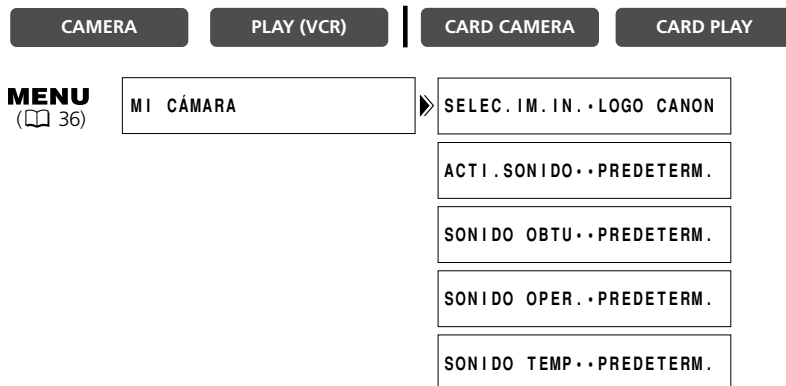 CAMERA PLAY (VCR) CARD CAMERA CARD PLAY
MENU
(36)
MI CÁMARA
SELEC.IM.IN.・LOGO CANON
ACTI.SONIDO・・PREDETERM.
SONIDO OBTU・・PREDETERM.
SONIDO OPER.・PREDETERM.
SONIDO TEMP・・PREDETERM.